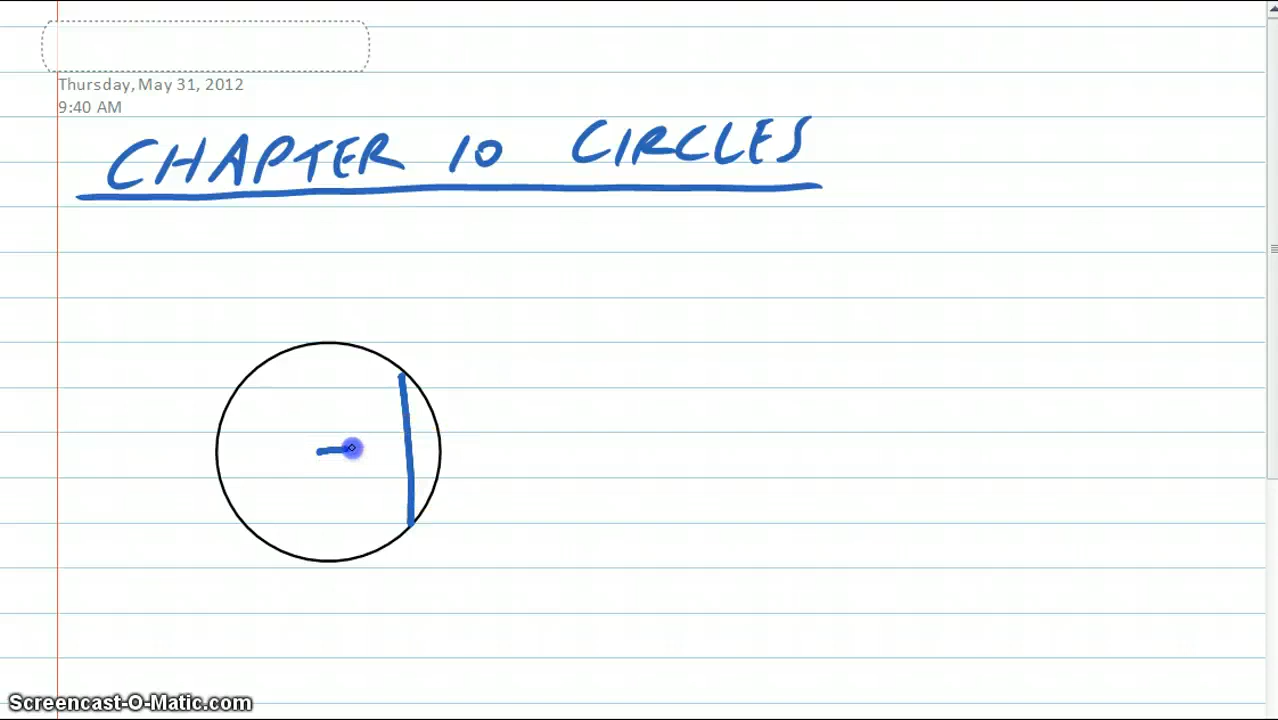 Thursday, May 31, 2012
9:40 AM
CHAPTER 10 CIRCLES
Screencast-O-Matic.com